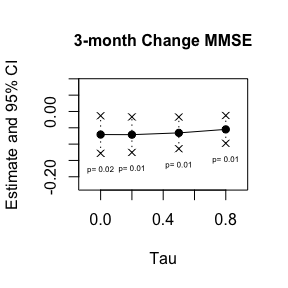 3-month Change MMSE
Estimate and 95% CI
0.00
-0.20
p= 0.02 p= 0.01 p= 0.01 p= 0.01
0.0 0.4 0.8
Tau